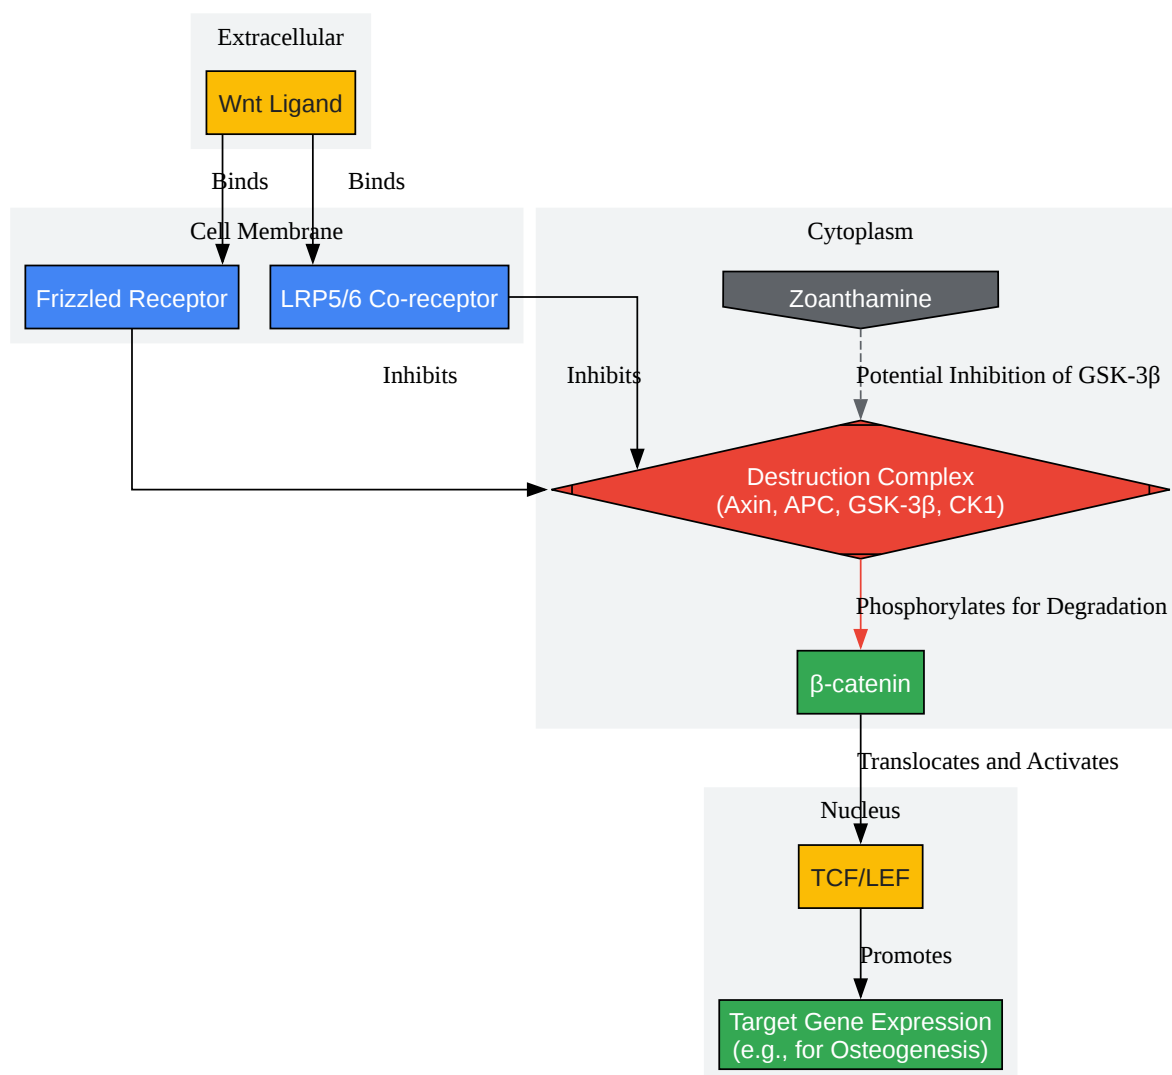 Extracellular
Wnt Ligand
Binds
Binds
Cell Membrane
Cytoplasm
Frizzled Receptor
LRP5/6 Co-receptor
Zoanthamine
Inhibits
Inhibits
Potential Inhibition of GSK-3β
Destruction Complex
(Axin, APC, GSK-3β, CK1)
Phosphorylates for Degradation
β-catenin
Translocates and Activates
Nucleus
TCF/LEF
Promotes
Target Gene Expression
(e.g., for Osteogenesis)